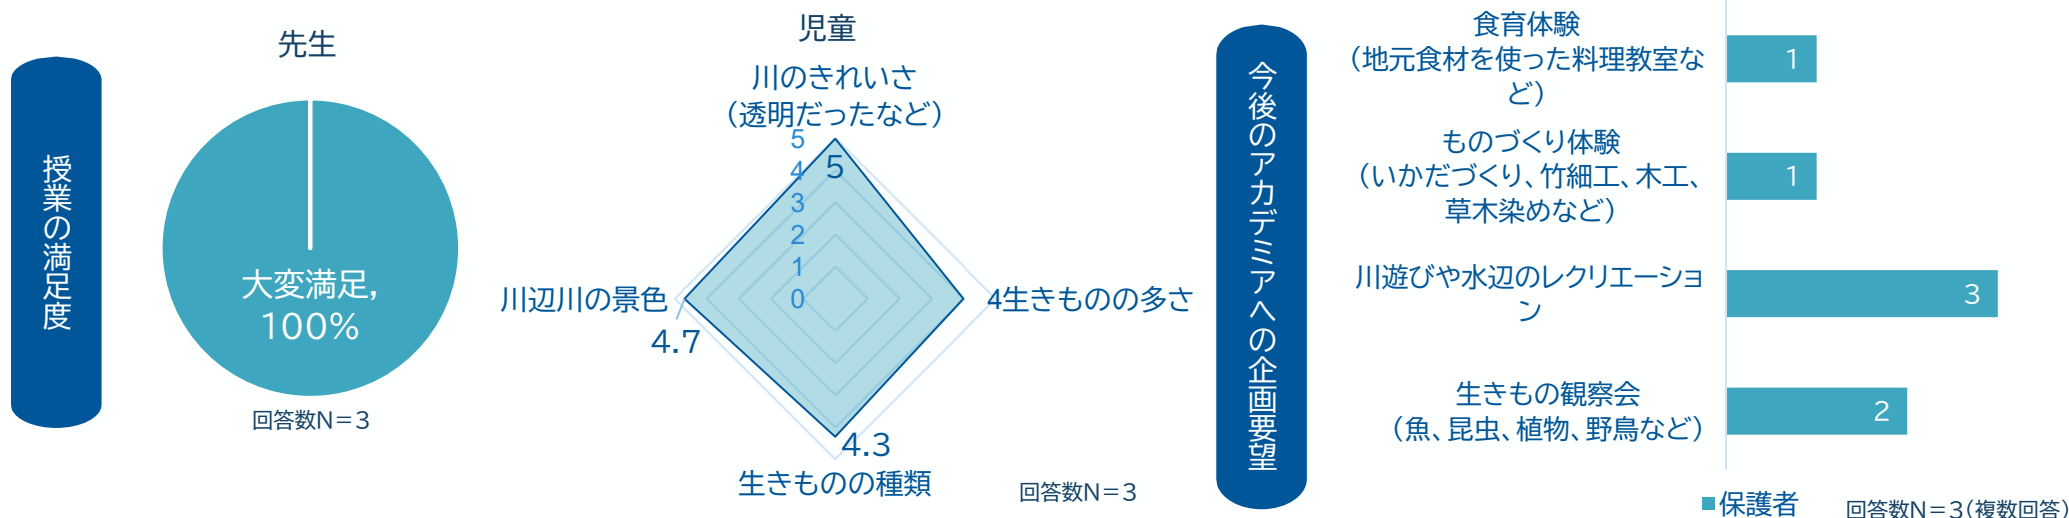 授業の満足度
先生
大変満足,
100%
回答数N=3
児童
川のきれいさ
(透明だったなど)
5
4
3
2
1
0
5
4
生きものの多さ
4.3
生きものの種類
4.7
川辺川の景色
回答数N=3
今後のアカデミアへの企画要望
食育体験
(地元食材を使った料理教室な
ど)
1
ものづくり体験
(いかだづくり、竹細工、木工、
草木染めなど)
1
川遊びや水辺のレクリエーショ
ン
3
生きもの観察会
(魚、昆虫、植物、野鳥など)
2
保護者
回答数N=3(複数回答)